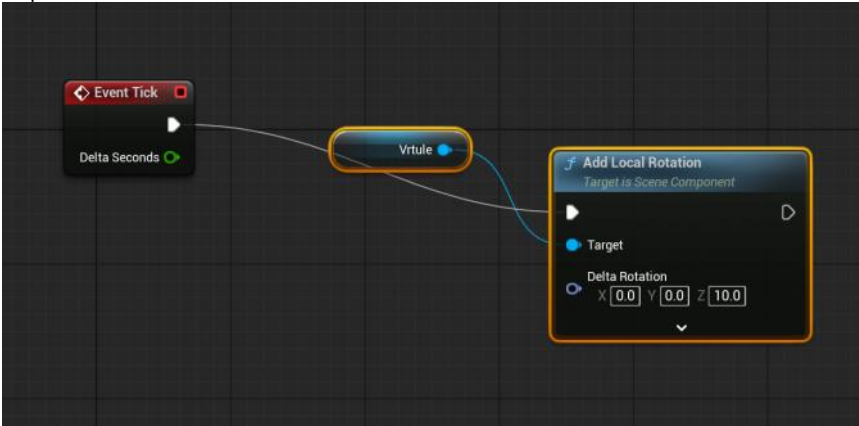 Event Tick
Delta Seconds
Vrtule
f Add Local Rotation
Target is Scene Component
Target
Delta Rotation
X 0.0 Y 0.0 Z 10.0